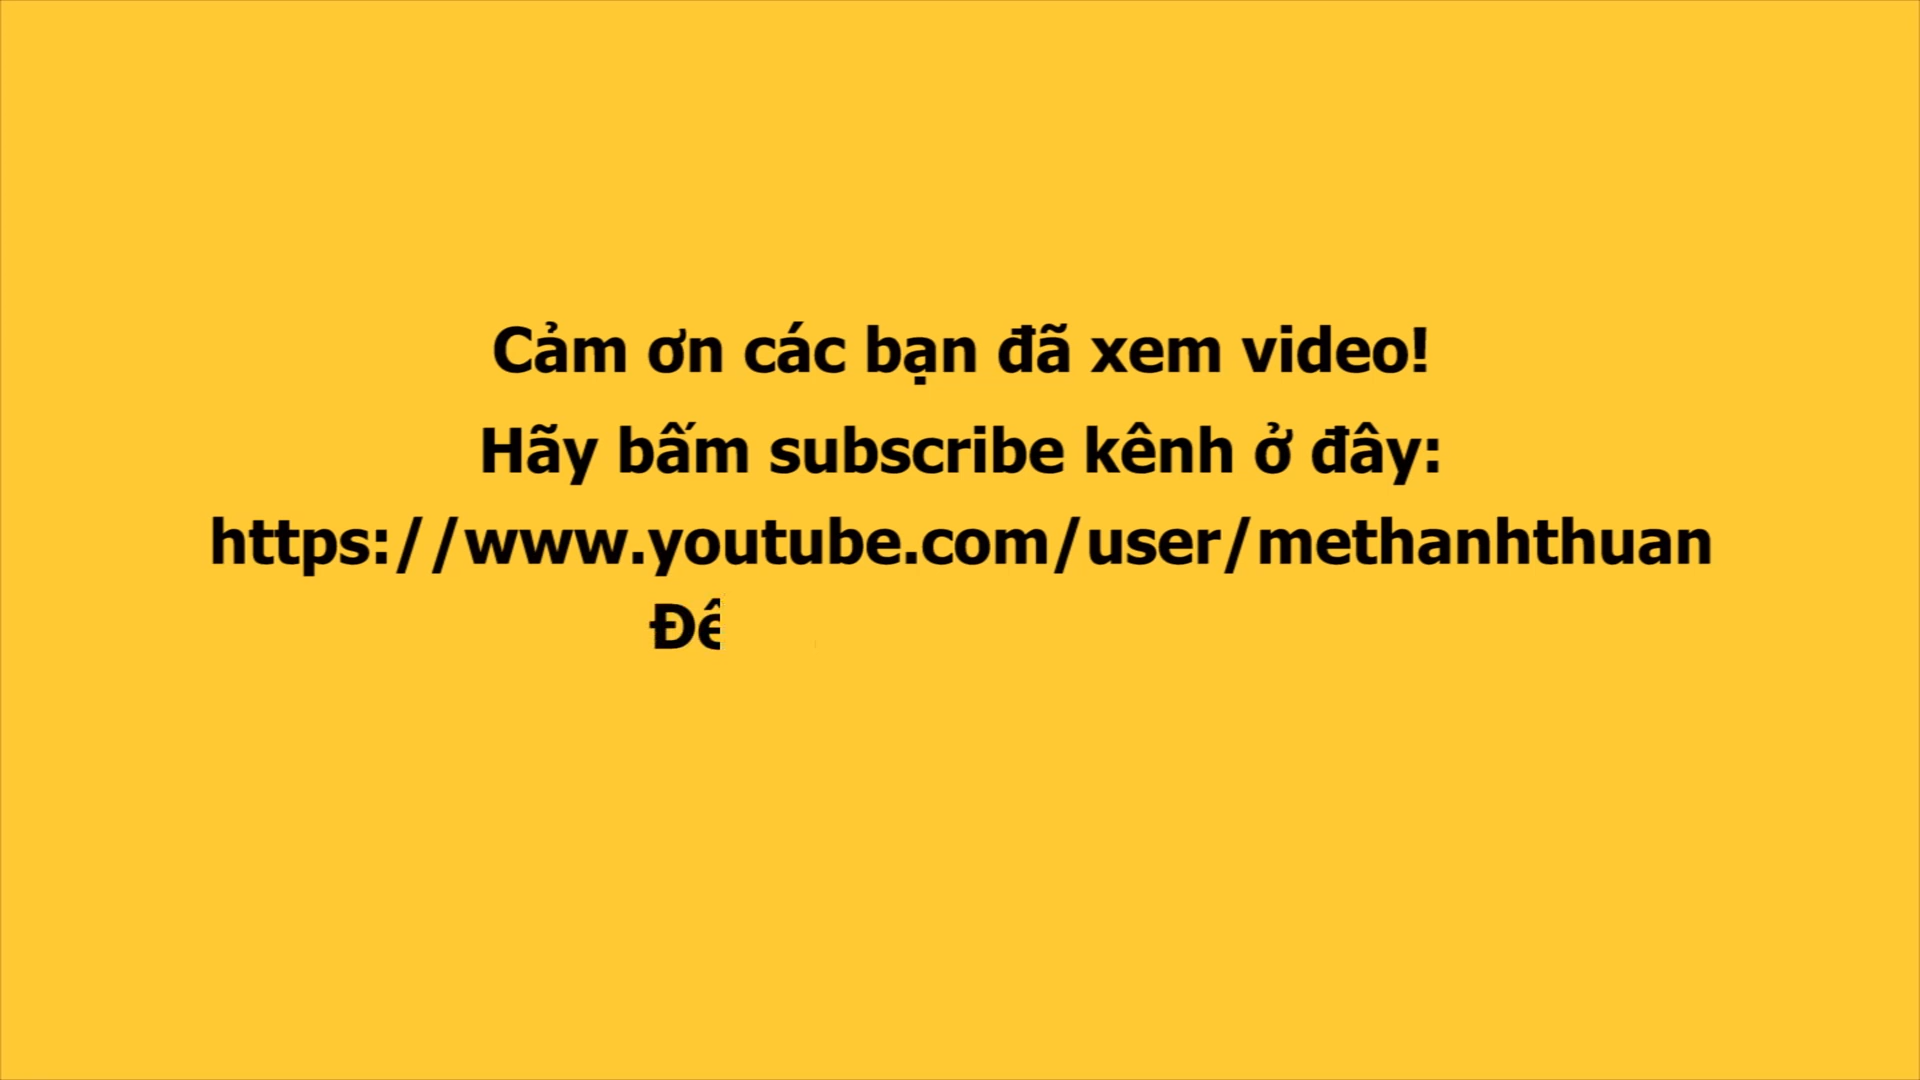 Cảm ơn các bạn đã xem video!
Hãy bấm subscribe kênh ở đây:
https://www.youtube.com/user/methanhthuan